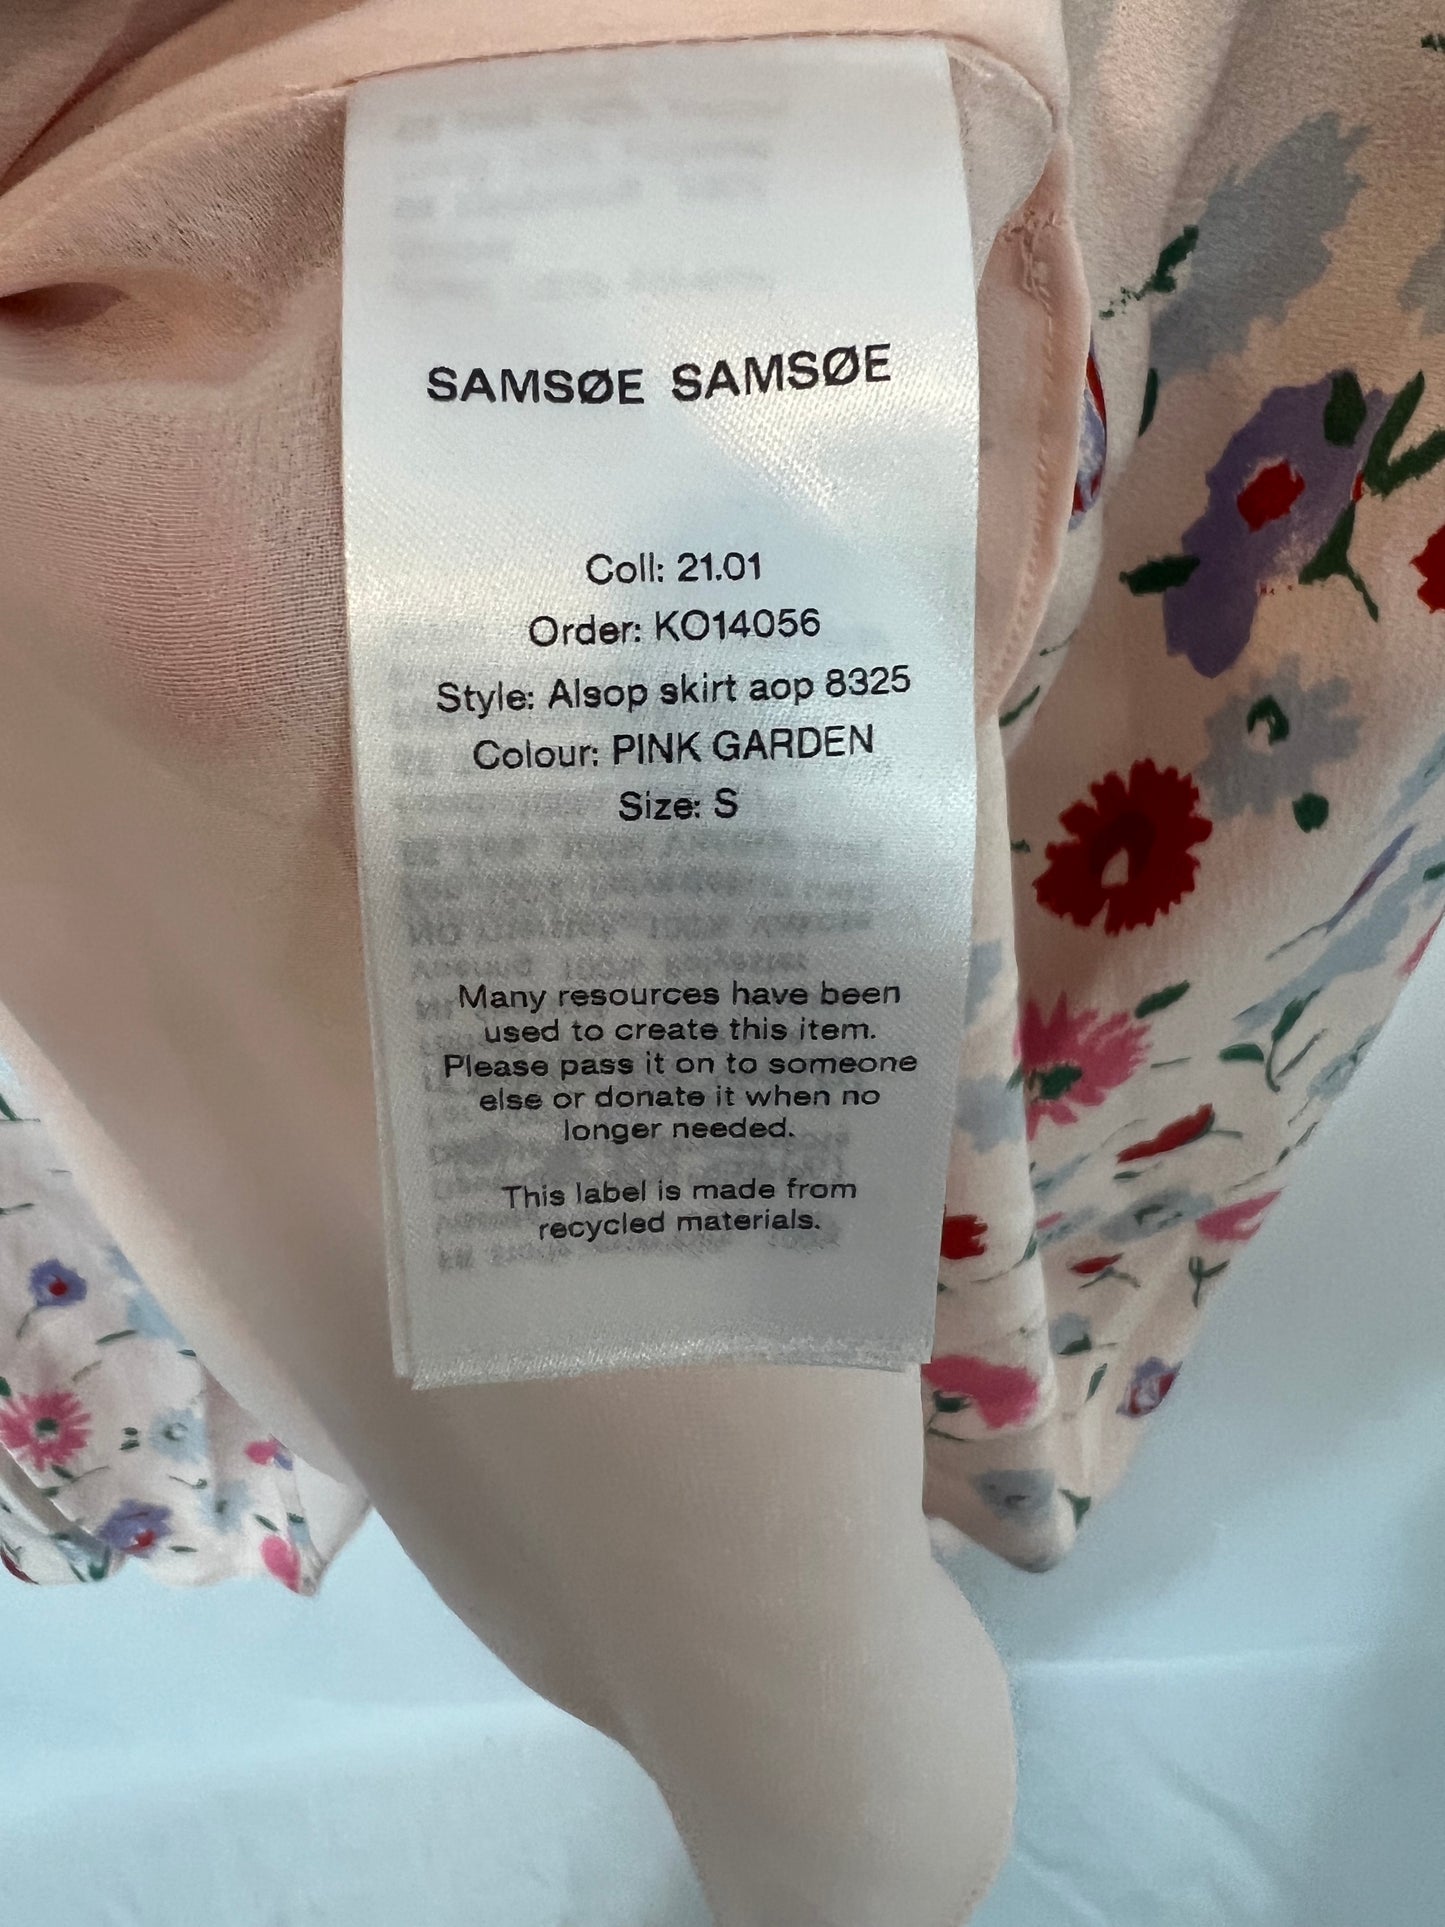 SAMSØE SAMSØE
Coll: 21.01
Order: KO14056
Style: Alsop skirt aop 8325
Colour: PINK GARDEN
Size: S
Many resources have been
used to create this item.
Please pass it on to someone
else or donate it when no
longer needed.
This label is made from
recycled materials.